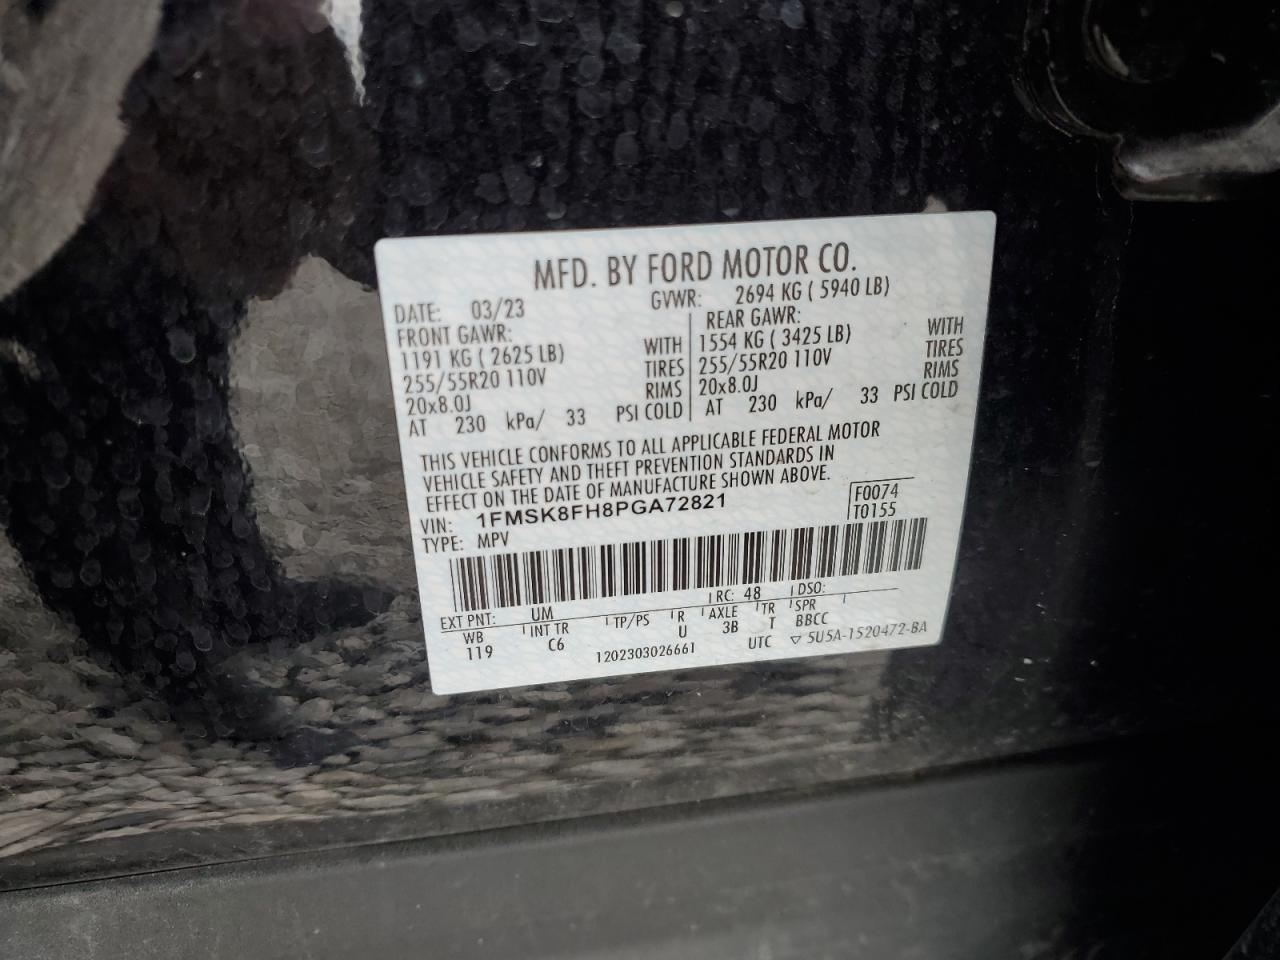 MFD. BY FORD MOTOR CO.
DATE: 03/23 GVWR: 2694 KG ( 5940 LB)
FRONT GAWR: REAR GAWR:
1191 KG ( 2625 LB) WITH 1554 KG ( 3425 LB) WITH
255/55R20 110V TIRES 255/55R20 110V TIRES
20x8.0J RIMS 20x8.0J RIMS
AT 230 kPa/ 33 PSI COLD AT 230 kPa/ 33 PSI COLD
THIS VEHICLE CONFORMS TO ALL APPLICABLE FEDERAL MOTOR
VEHICLE SAFETY AND THEFT PREVENTION STANDARDS IN
EFFECT ON THE DATE OF MANUFACTURE SHOWN ABOVE.
VIN: 1FMSK8FH8PGA72821 F0074
TYPE: MPV T0155
EXT PNT: UM RC: 48 DSO:
WB INT TR TP/PS R AXLE TR SPR
119 C6 U 3B T BBCC
1202303026661 UTC ▽ 5U5A-1520472-BA